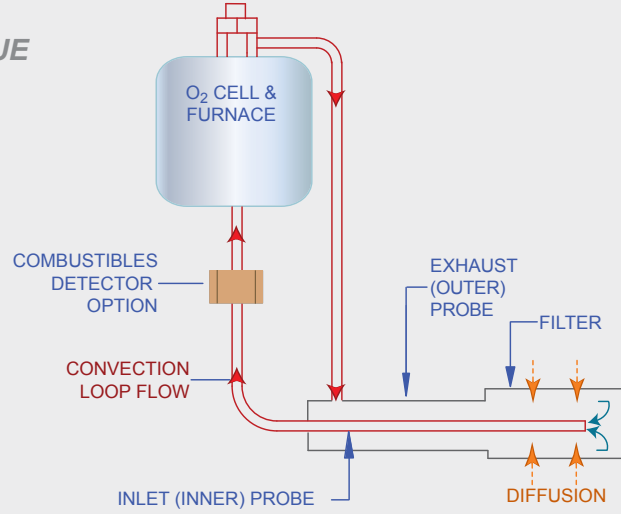 UE
O₂ CELL &
FURNACE
COMBUSTIBLES
DETECTOR
OPTION
EXHAUST
(OUTER)
PROBE
FILTER
CONVECTION
LOOP FLOW
INLET (INNER) PROBE
DIFFUSION